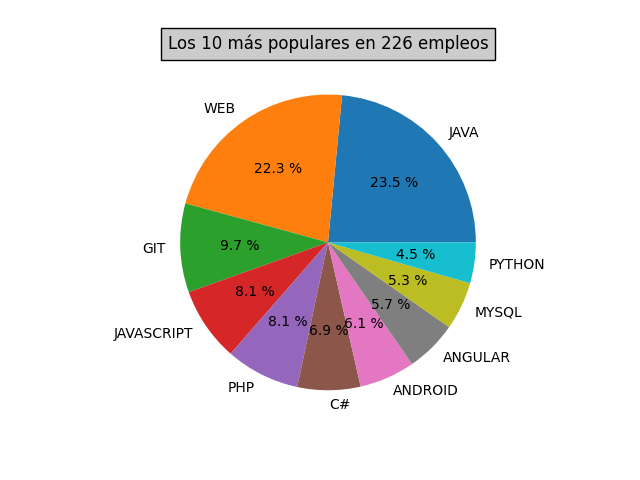 Los 10 más populares en 226 empleos
WEB
JAVA
22.3 %
23.5 %
GIT
9.7 %
4.5 %
PYTHON
5.3 %
8.1 %
5.7 %
MYSQL
JAVASCRIPT
8.1 %
6.9 %
6.1 %
ANGULAR
PHP
ANDROID
C#